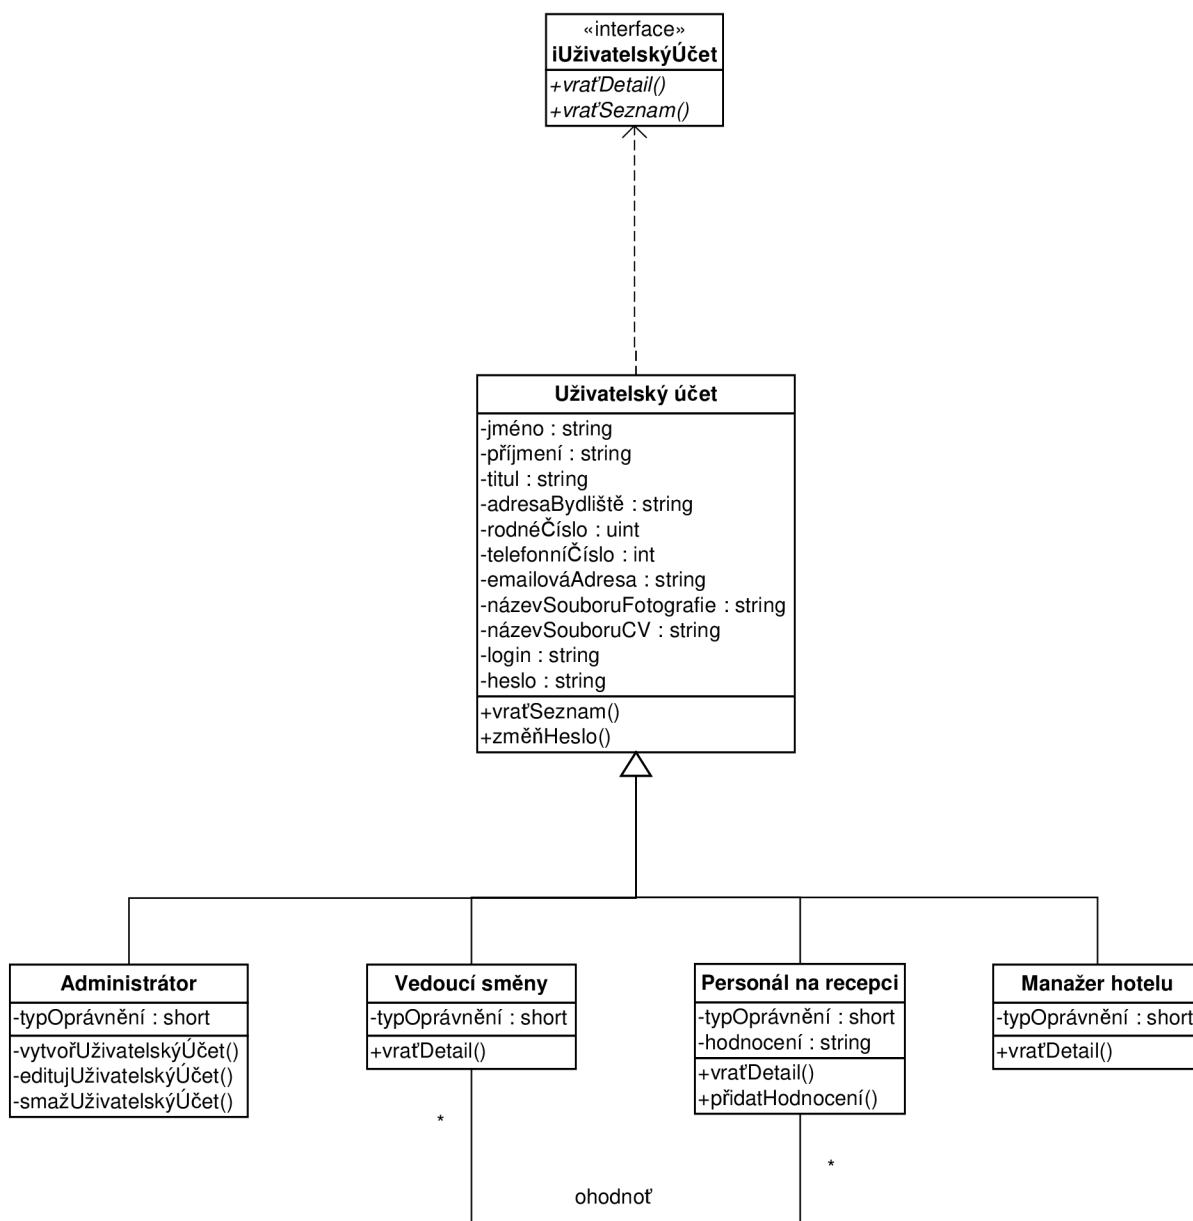 «interface»
iUživatelskýÚčet
+vraťDetail()
+vraťSeznam()
Uživatelský účet
-jméno : string
-příjmení : string
-titul : string
-adresaBydliště : string
-rodnéČíslo : uint
-telefonníČíslo : int
-emailováAdresa : string
-názevSouboruFotografie : string
-názevSouboruCV : string
-login : string
-heslo : string
+vraťSeznam()
+změňHeslo()
Administrátor
-typOprávnění : short
-vytvořUživatelskýÚčet()
-editujUživatelskýÚčet()
-smažUživatelskýÚčet()
Vedoucí směny
-typOprávnění : short
+vraťDetail()
Personál na recepci
-typOprávnění : short
-hodnocení : string
+vraťDetail()
+přidatHodnocení()
Manažer hotelu
-typOprávnění : short
+vraťDetail()
*
*
ohodnoť